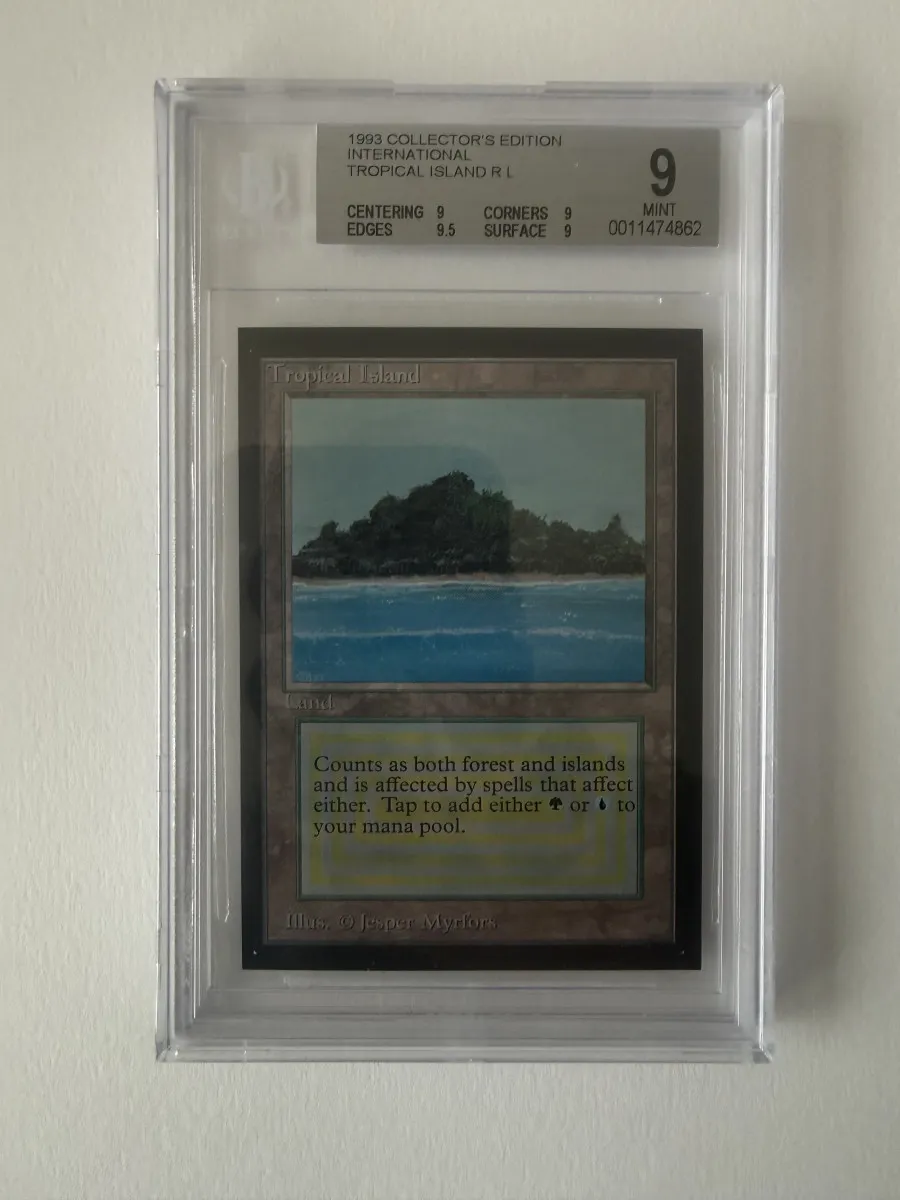 1993 COLLECTOR'S EDITION
INTERNATIONAL
TROPICAL ISLAND R L
CENTERING 9 CORNERS 9
EDGES 9.5 SURFACE 9
9
MINT
0011474862
Tropical Island
Land
Counts as both forest and islands
and is affected by spells that affect
either. Tap to add either or to
your mana pool.
Illus. © Jesper Myrfors